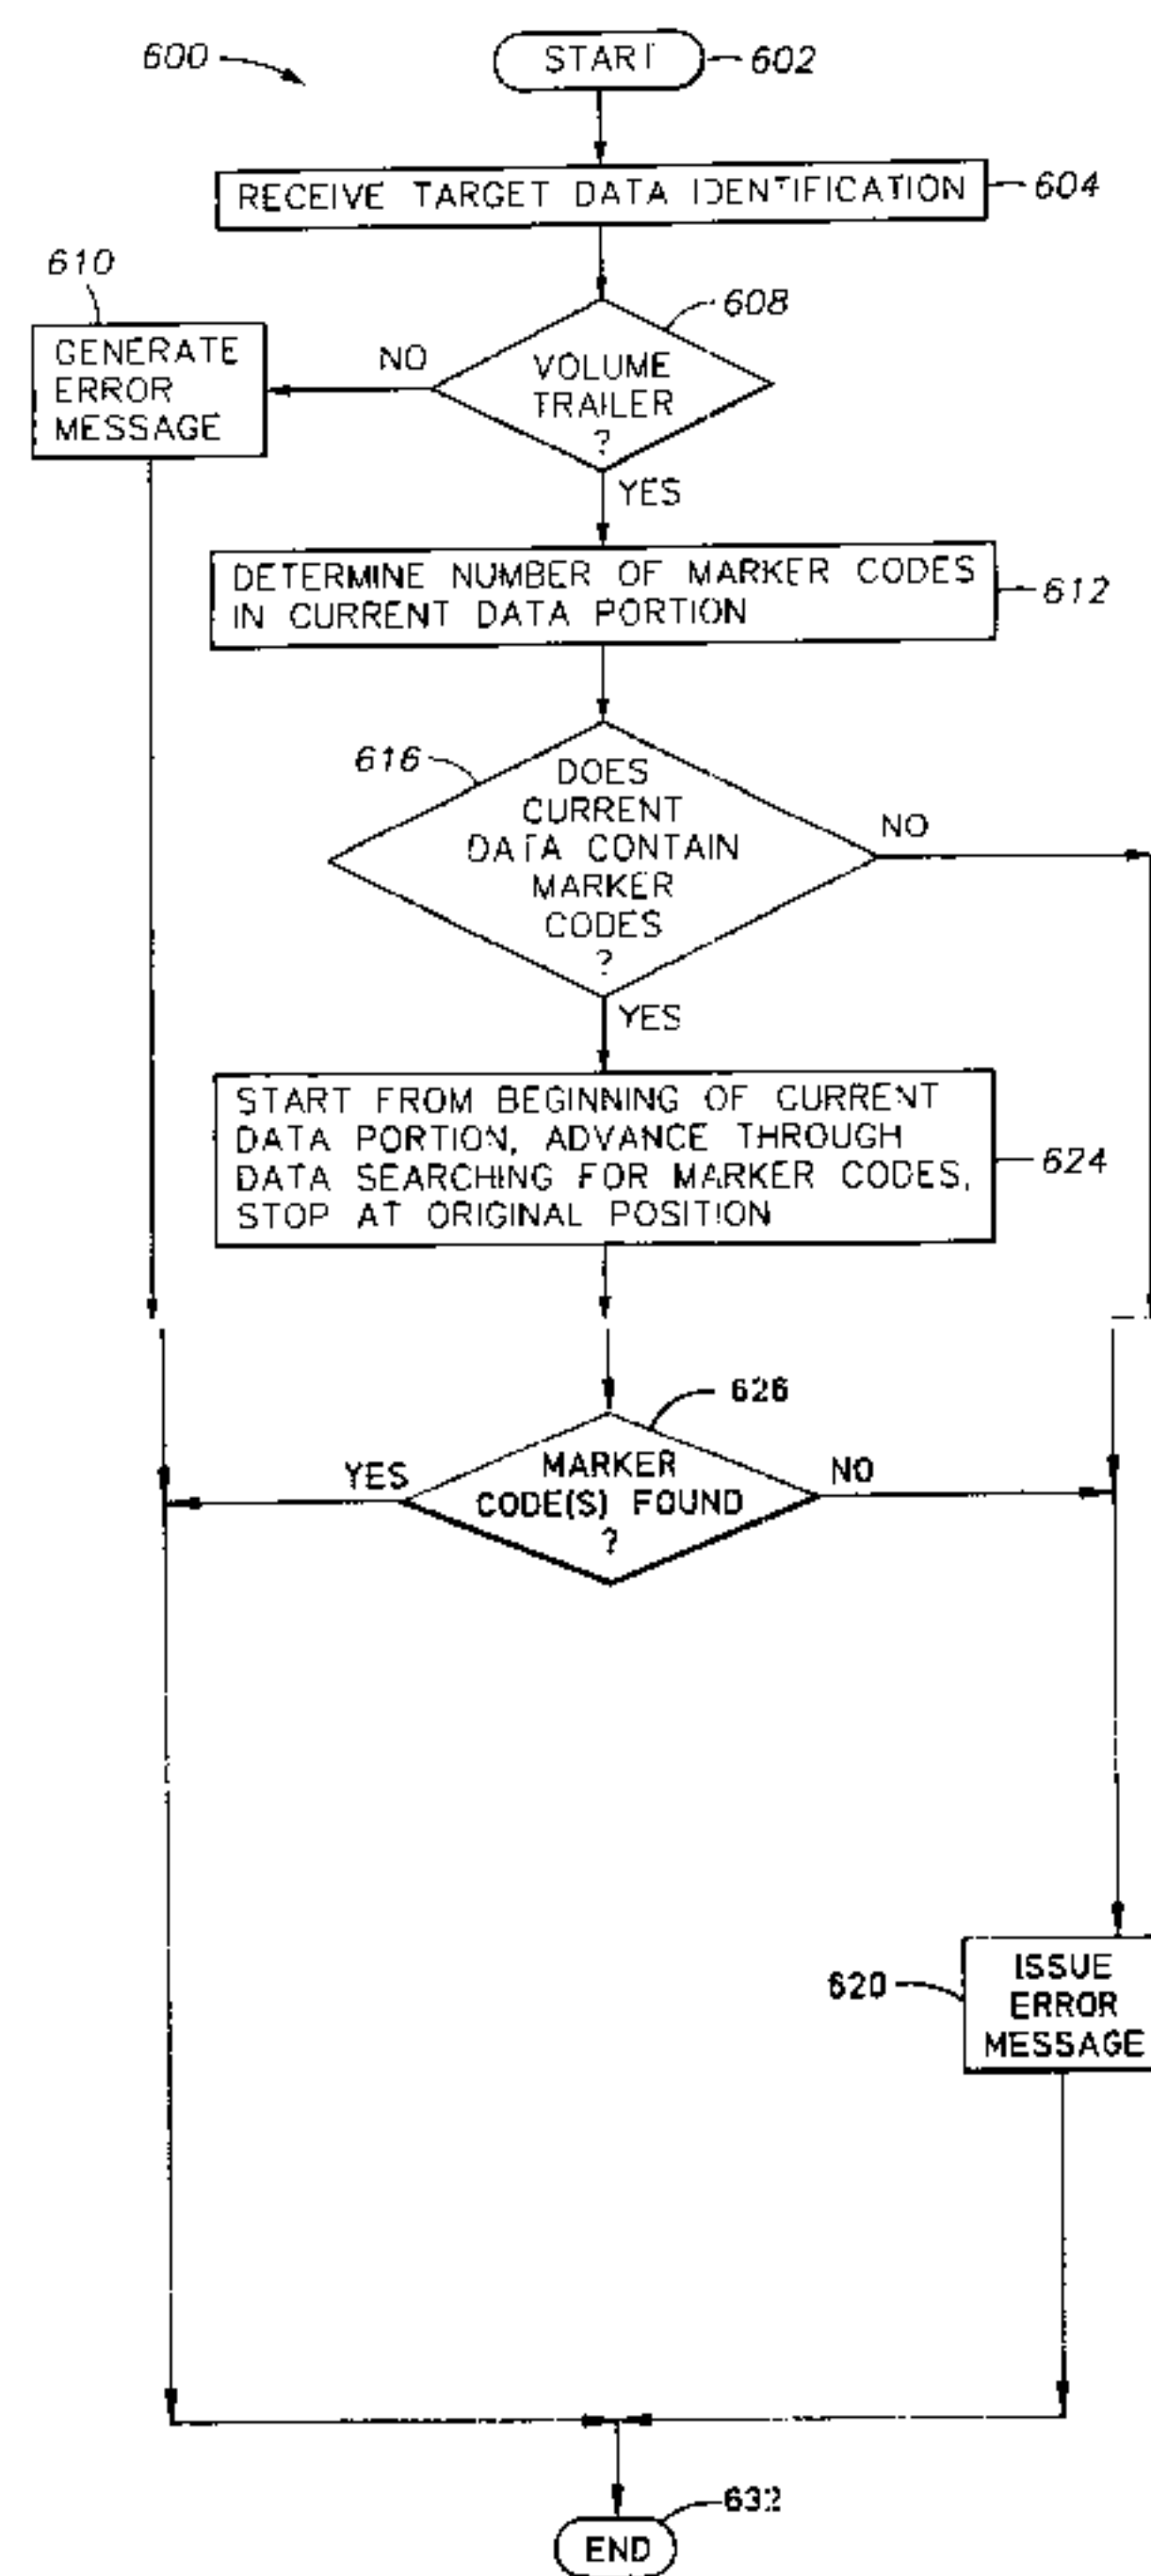 600
START
602
RECEIVE TARGET DATA IDENTIFICATION
604
610
608
GENERATE
ERROR
MESSAGE
NO
VOLUME
TRAILER
?
YES
DETERMINE NUMBER OF MARKER CODES
IN CURRENT DATA PORTION
612
616
DOES
CURRENT
DATA CONTAIN
MARKER
CODES
?
NO
YES
START FROM BEGINNING OF CURRENT
DATA PORTION, ADVANCE THROUGH
DATA SEARCHING FOR MARKER CODES,
STOP AT ORIGINAL POSITION
624
626
YES
MARKER
CODE(S) FOUND
?
NO
620
ISSUE
ERROR
MESSAGE
632
END